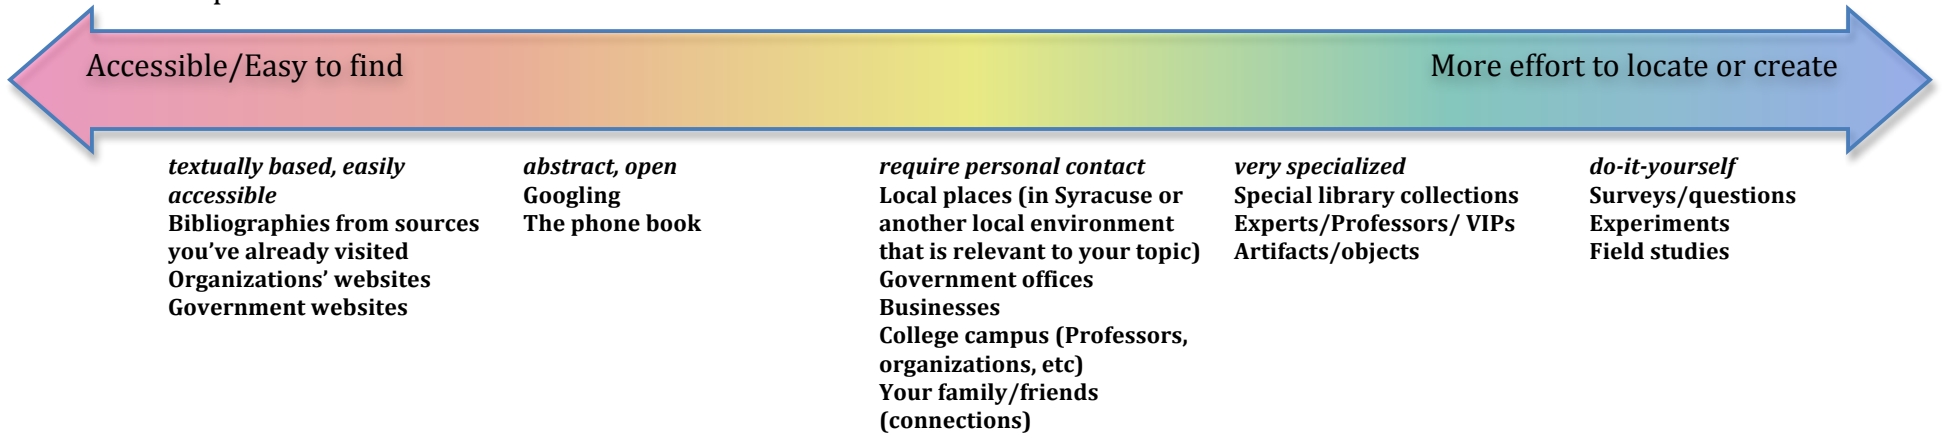 Accessible/Easy to find
More effort to locate or create
textually based, easily
accessible
Bibliographies from sources
you’ve already visited
Organizations’ websites
Government websites
abstract, open
Googling
The phone book
require personal contact
Local places (in Syracuse or
another local environment
that is relevant to your topic)
Government offices
Businesses
College campus (Professors,
organizations, etc)
Your family/friends
(connections)
very specialized
Special library collections
Experts/Professors/ VIPs
Artifacts/objects
do-it-yourself
Surveys/questions
Experiments
Field studies